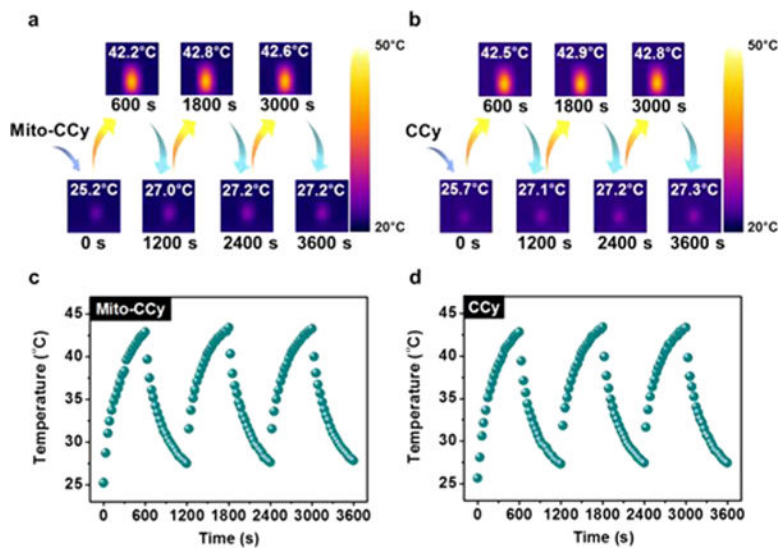 a
42.2°C 42.8°C 42.6°C
600 s 1800 s 3000 s
Mito-CCy
25.2°C 27.0°C 27.2°C 27.2°C
0 s 1200 s 2400 s 3600 s
50°C
20°C
b
42.5°C 42.9°C 42.8°C
600 s 1800 s 3000 s
CCy
25.7°C 27.1°C 27.2°C 27.3°C
0 s 1200 s 2400 s 3600 s
50°C
20°C
c
Mito-CCy
Temperature (°C)
45
40
35
30
25
0 600 1200 1800 2400 3000 3600
Time (s)
d
CCy
Temperature (°C)
45
40
35
30
25
0 600 1200 1800 2400 3000 3600
Time (s)